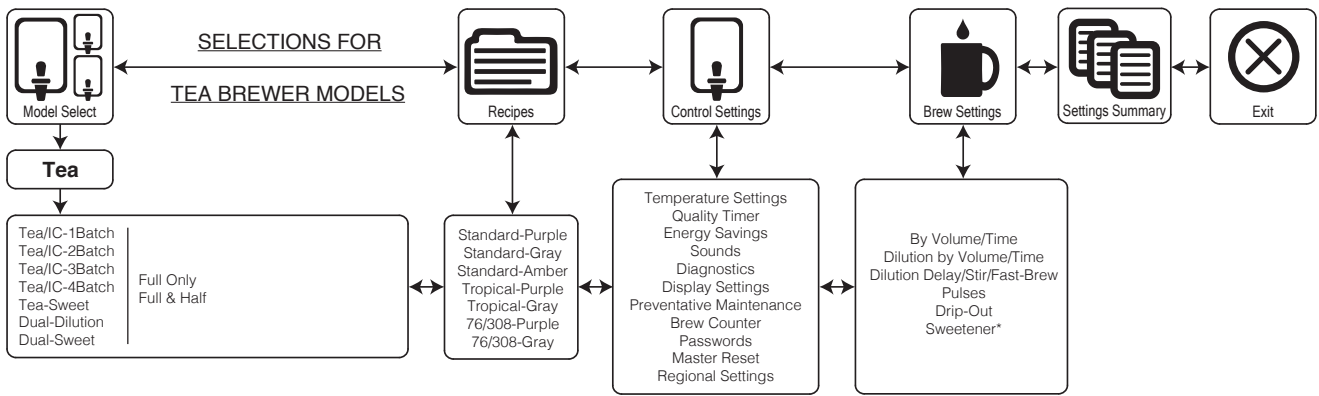 SELECTIONS FOR
TEA BREWER MODELS
Model Select
Recipes
Control Settings
Brew Settings
Settings Summary
Exit
Tea
Tea/IC-1Batch
Tea/IC-2Batch
Tea/IC-3Batch
Tea/IC-4Batch
Tea-Sweet
Dual-Dilution
Dual-Sweet
Full Only
Full & Half
Standard-Purple
Standard-Gray
Standard-Amber
Tropical-Purple
Tropical-Gray
76/308-Purple
76/308-Gray
Temperature Settings
Quality Timer
Energy Savings
Sounds
Diagnostics
Display Settings
Preventative Maintenance
Brew Counter
Passwords
Master Reset
Regional Settings
By Volume/Time
Dilution by Volume/Time
Dilution Delay/Stir/Fast-Brew
Pulses
Drip-Out
Sweetener*